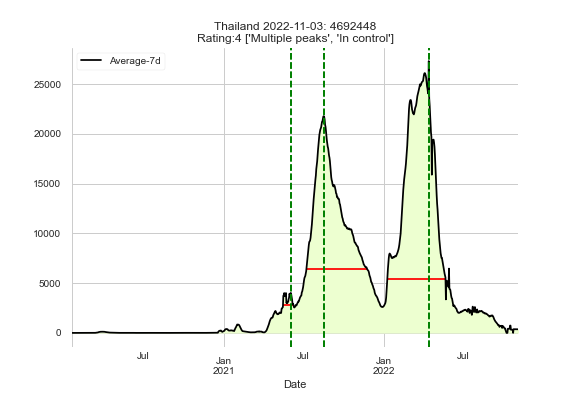 Thailand 2022-11-03: 4692448
Rating:4 ['Multiple peaks', 'In control']
Average-7d
25000
20000
15000
10000
5000
0
Jul
Jan
2021
Jul
Jan
2022
Jul
Date